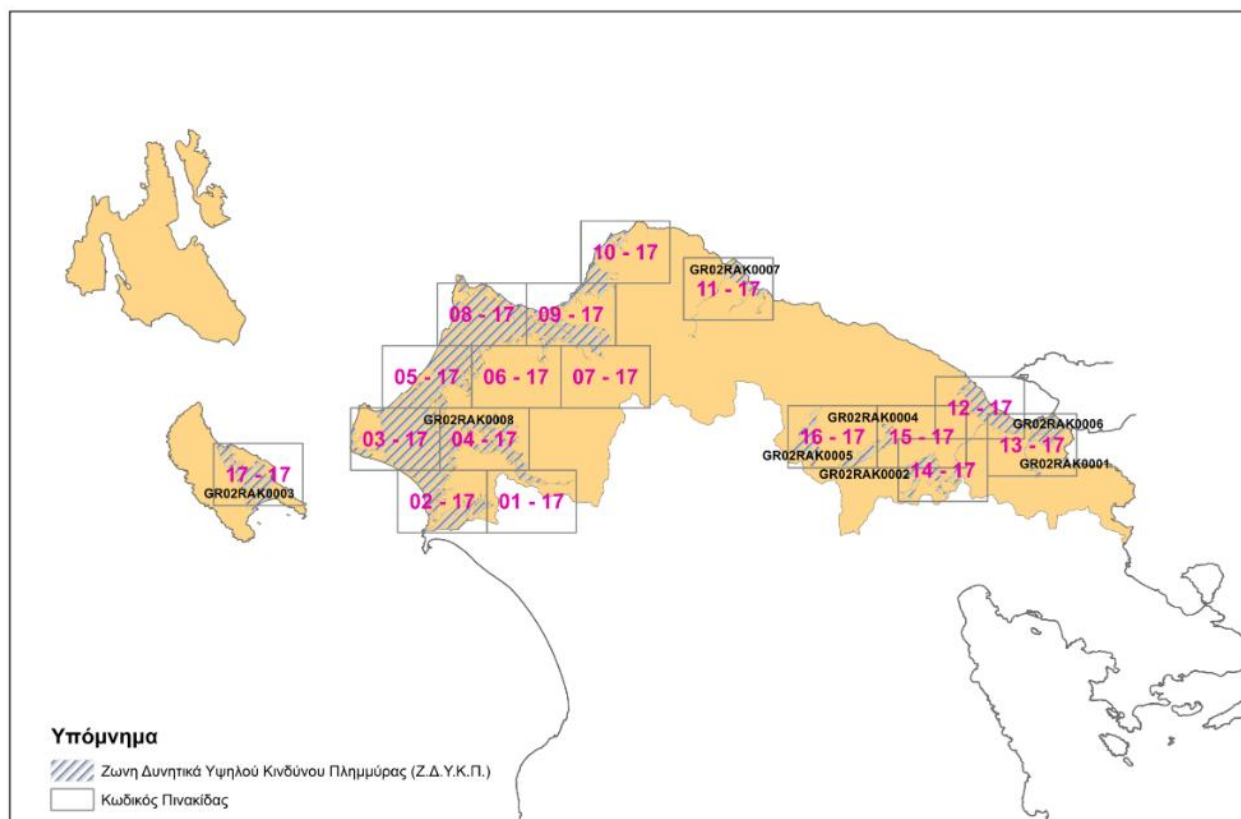 10 - 17
GR02RAK0007
11 - 17
08 - 17
09 - 17
05 - 17
06 - 17
07 - 17
12 - 17
GR02RAK0008
03 - 17
04 - 17
GR02RAK0004
16 - 17
15 - 17
GR02RAK0006
13 - 17
GR02RAK0005
GR02RAK0001
GR02RAK0002
14 - 17
17 - 17
GR02RAK0003
02 - 17
01 - 17
Υπόμνημα
Ζωνη Δυνητικά Υψηλού Κινδύνου Πλημμύρας (Ζ.Δ.Υ.Κ.Π.)
Κωδικός Πινακίδας